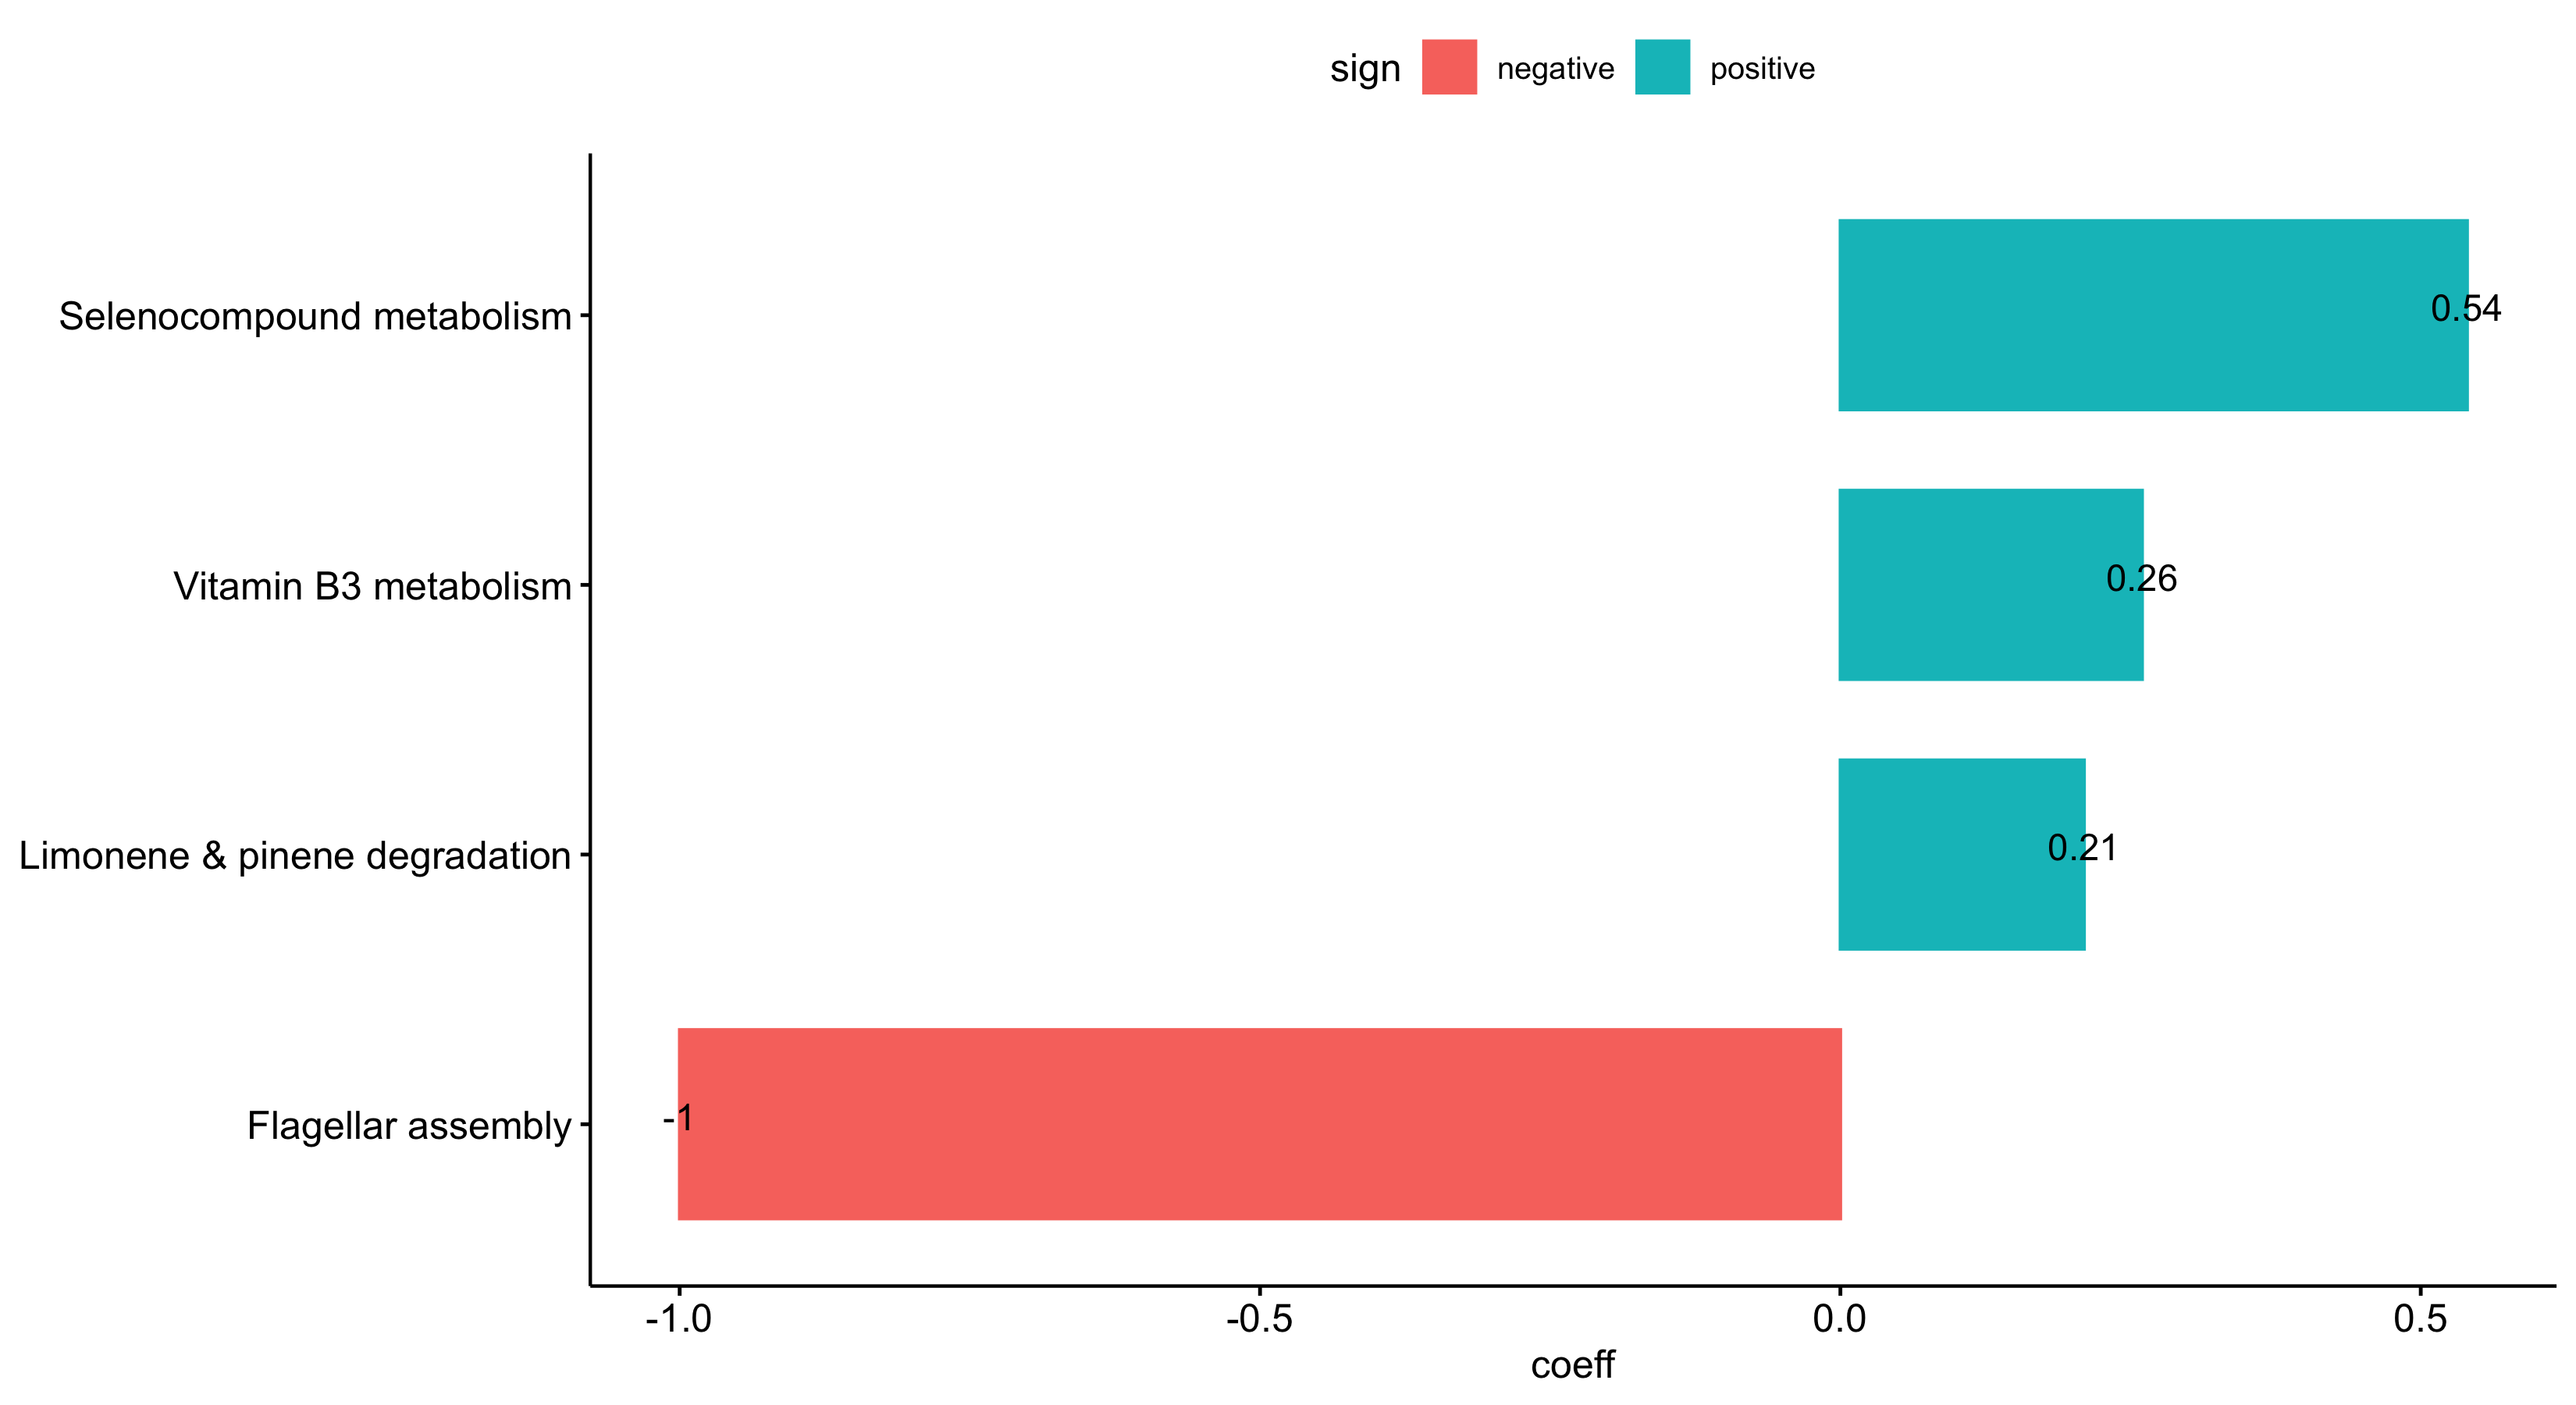 sign negative positive
Selenocompound metabolism
0.54
Vitamin B3 metabolism
0.26
Limonene & pinene degradation
0.21
Flagellar assembly
-1
-1.0 -0.5 0.0 0.5
coeff